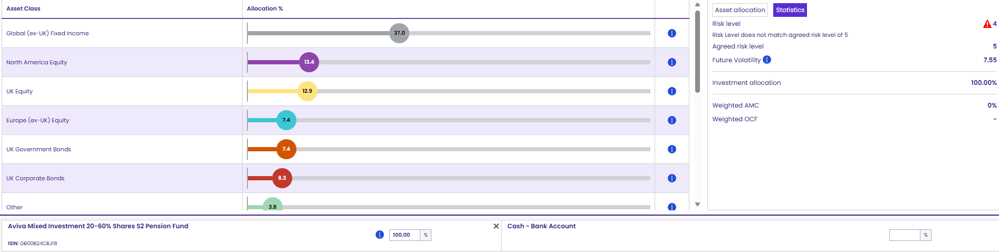 Asset Class
Allocation %
Global (ex-UK) Fixed Income
37.0
North America Equity
13.4
UK Equity
12.9
Europe (ex-UK) Equity
7.4
UK Government Bonds
7.4
UK Corporate Bonds
6.3
Other
3.8
Asset allocation
Statistics
Risk level
4
Risk Level does not match agreed risk level of 5
Agreed risk level
5
Future Volatility
7.55
Investment allocation
100.00%
Weighted AMC
0%
Weighted OCF
-
Aviva Mixed Investment 20-60% Shares S2 Pension Fund
100.00 %
ISIN: GB00B24CBJ18
Cash - Bank Account
%